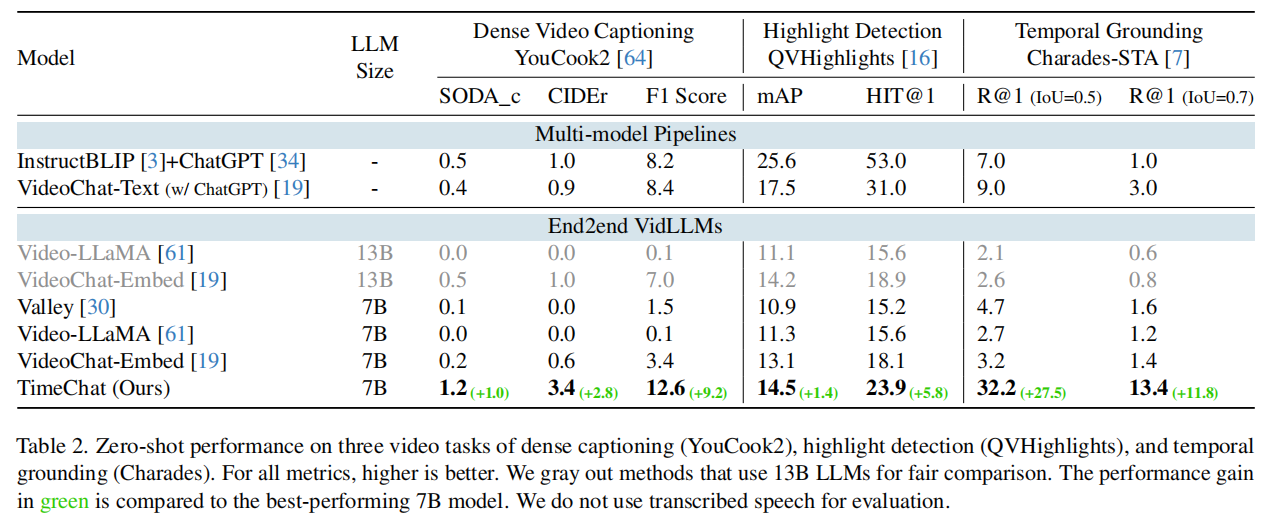 Model LLM Size Dense Video Captioning YouCook2 [64] Highlight Detection QVHighlights [16] Temporal Grounding Charades-STA [7]
SODA_c CIDEr F1 Score mAP HIT@1 R@1 (IoU=0.5) R@1 (IoU=0.7)
Multi-model Pipelines
InstructBLIP [3]+ChatGPT [34] - 0.5 1.0 8.2 25.6 53.0 7.0 1.0
VideoChat-Text (w/ ChatGPT) [19] - 0.4 0.9 8.4 17.5 31.0 9.0 3.0
End2end VidLLMs
Video-LLaMA [61] 13B 0.0 0.0 0.1 11.1 15.6 2.1 0.6
VideoChat-Embed [19] 13B 0.5 1.0 7.0 14.2 18.9 2.6 0.8
Valley [30] 7B 0.1 0.0 1.5 10.9 15.2 4.7 1.6
Video-LLaMA [61] 7B 0.0 0.0 0.1 11.3 15.6 2.7 1.2
VideoChat-Embed [19] 7B 0.2 0.6 3.4 13.1 18.1 3.2 1.4
TimeChat (Ours) 7B 1.2 (+1.0) 3.4 (+2.8) 12.6 (+9.2) 14.5 (+1.4) 23.9 (+5.8) 32.2 (+27.5) 13.4 (+11.8)
Table 2. Zero-shot performance on three video tasks of dense captioning (YouCook2), highlight detection (QVHighlights), and temporal
grounding (Charades). For all metrics, higher is better. We gray out methods that use 13B LLMs for fair comparison. The performance gain
in green is compared to the best-performing 7B model. We do not use transcribed speech for evaluation.